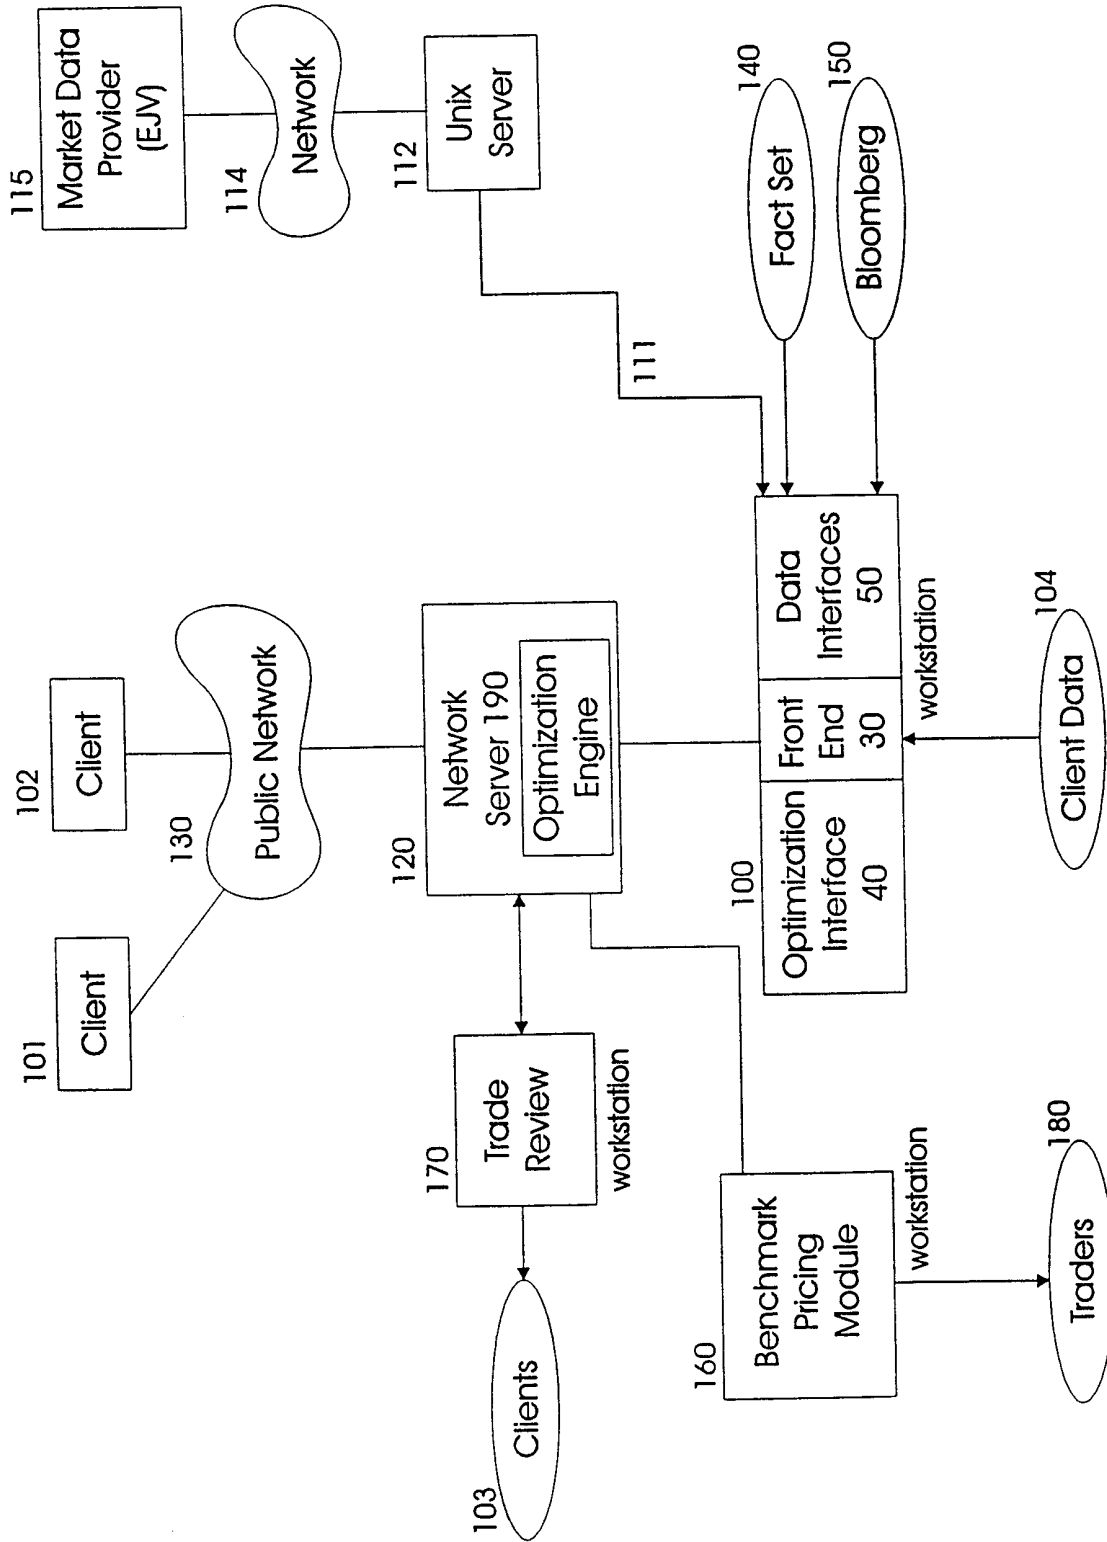 101
Client
102
Client
130
Public Network
115
Market Data
Provider
(EJV)
114
Network
112
Unix
Server
111
120
Network
Server 190
Optimization
Engine
170
Trade
Review
workstation
103
Clients
160
Benchmark
Pricing
Module
workstation
Traders
180
100
Optimization
Interface
40
Front
End
30
Data
Interfaces
50
workstation
Client Data
104
Fact Set
140
Bloomberg
150